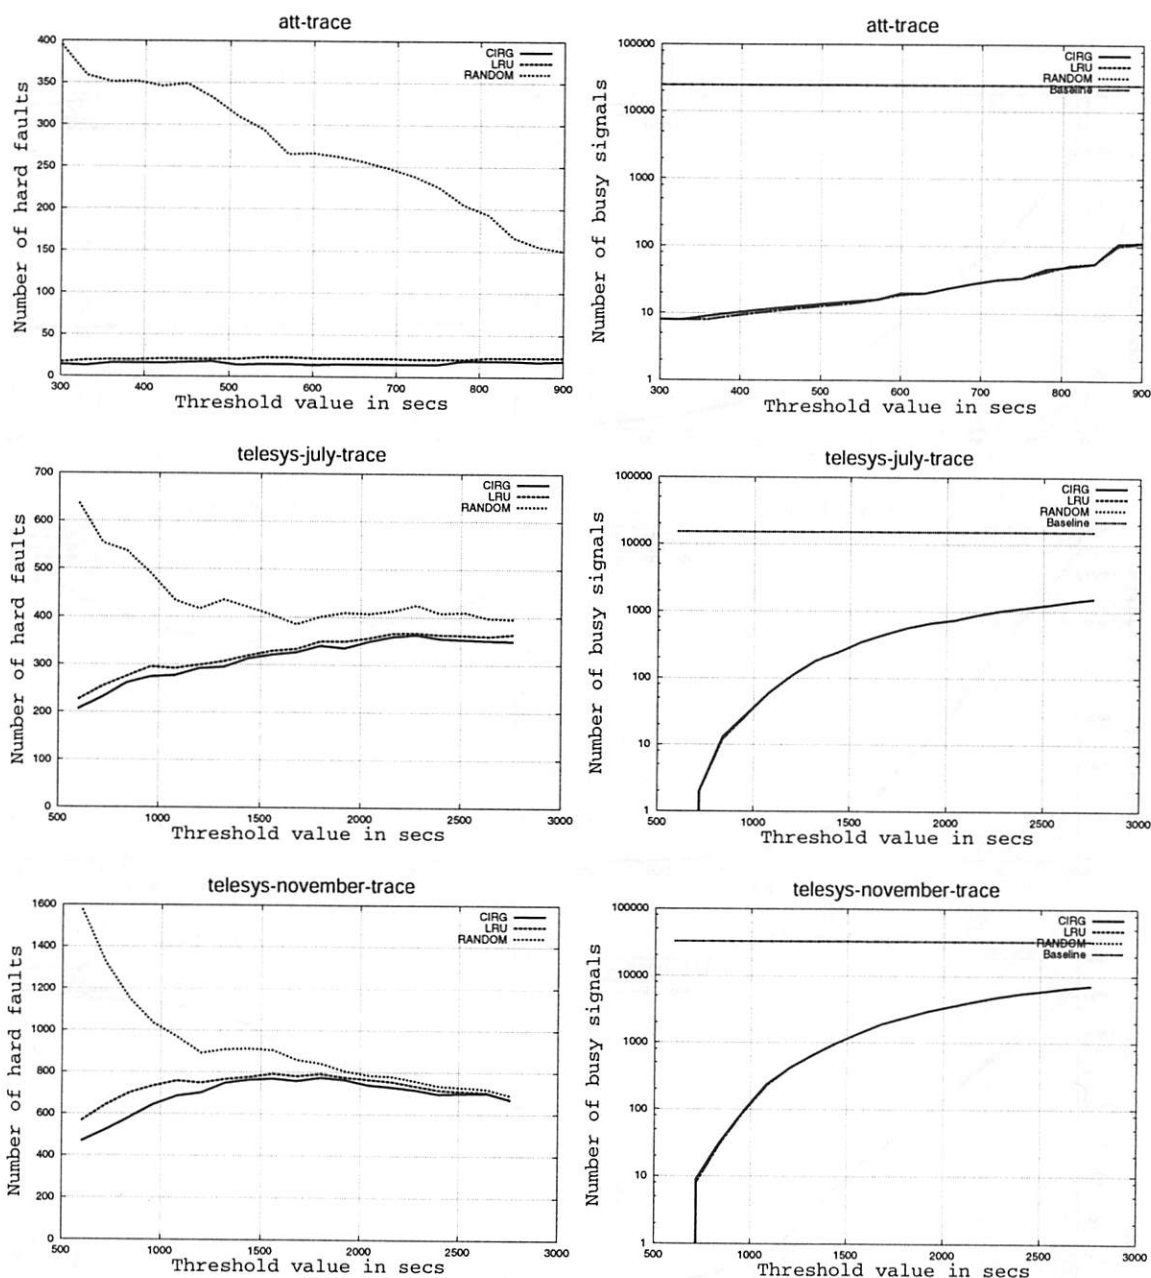 att-trace
400
350
300
250
200
150
100
50
0
Number of hard faults
CIRG
LRU
RANDOM
300 400 500 600 700 800 900
Threshold value in secs
att-trace
100000
10000
1000
100
10
1
Number of busy signals
CIRG
LRU
RANDOM
Baseline
300 400 500 600 700 800 900
Threshold value in secs
telesys-july-trace
700
600
500
400
300
200
100
0
Number of hard faults
CIRG
LRU
RANDOM
500 1000 1500 2000 2500 3000
Threshold value in secs
telesys-july-trace
100000
10000
1000
100
10
1
Number of busy signals
CIRG
LRU
RANDOM
Baseline
500 1000 1500 2000 2500 3000
Threshold value in secs
telesys-november-trace
1600
1400
1200
1000
800
600
400
200
0
Number of hard faults
CIRG
LRU
RANDOM
500 1000 1500 2000 2500 3000
Threshold value in secs
telesys-november-trace
100000
10000
1000
100
10
1
Number of busy signals
CIRG
LRU
RANDOM
Baseline
500 1000 1500 2000 2500 3000
Threshold value in secs